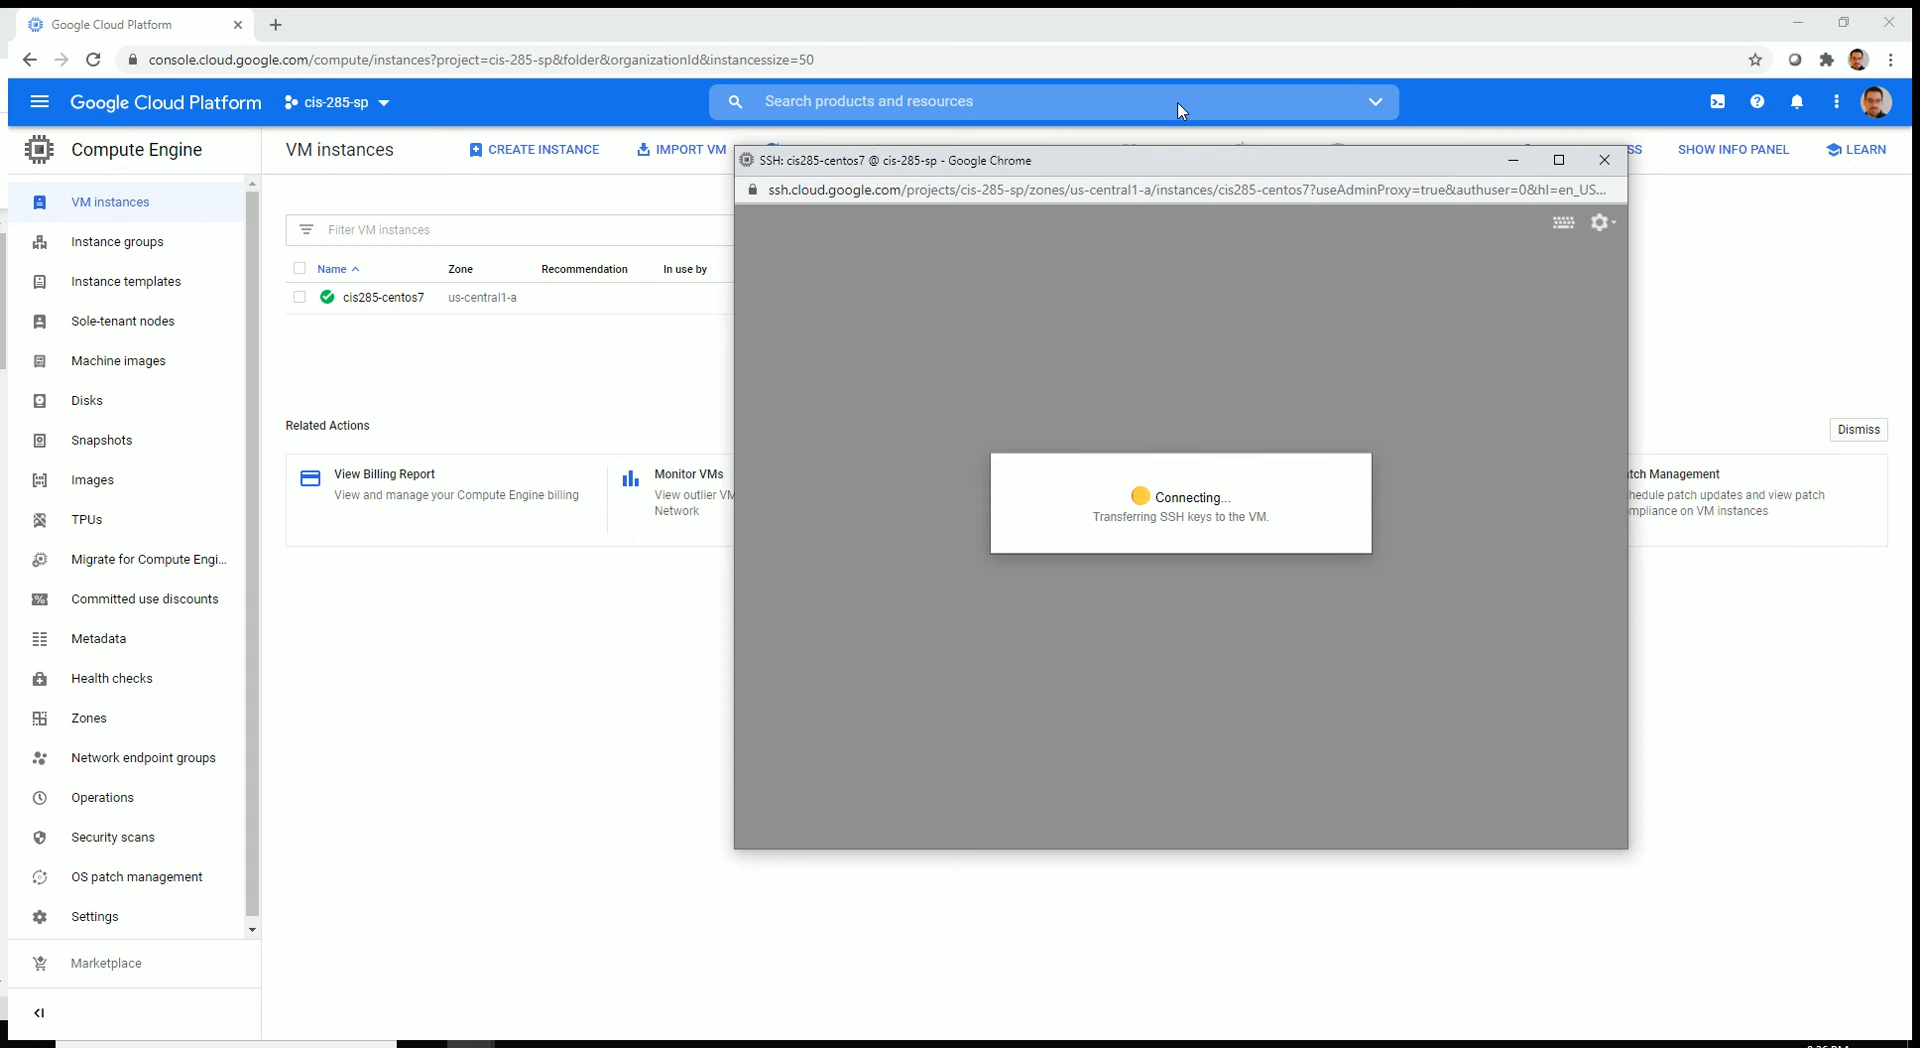 Google Cloud Platform
console.cloud.google.com/compute/instances?project=cis-285-sp&folder&organizationId&instancessize=50
Google Cloud Platform
cis-285-sp
Search products and resources
Compute Engine
VM instances
CREATE INSTANCE
IMPORT VM
SS
SHOW INFO PANEL
LEARN
SSH: cis285-centos7 @ cis-285-sp - Google Chrome
ssh.cloud.google.com/projects/cis-285-sp/zones/us-central1-a/instances/cis285-centos7?useAdminProxy=true&authuser=0&hl=en_US...
VM instances
Instance groups
Instance templates
Sole-tenant nodes
Machine images
Disks
Snapshots
Images
TPUs
Migrate for Compute Engi...
Committed use discounts
Metadata
Health checks
Zones
Network endpoint groups
Operations
Security scans
OS patch management
Settings
Marketplace
Filter VM instances
Name Zone Recommendation In use by
cis285-centos7 us-central1-a
Related Actions
Dismiss
View Billing Report
View and manage your Compute Engine billing
Monitor VMs
View outlier VM
Network
tch Management
hedule patch updates and view patch
mpliance on VM instances
Connecting...
Transferring SSH keys to the VM.